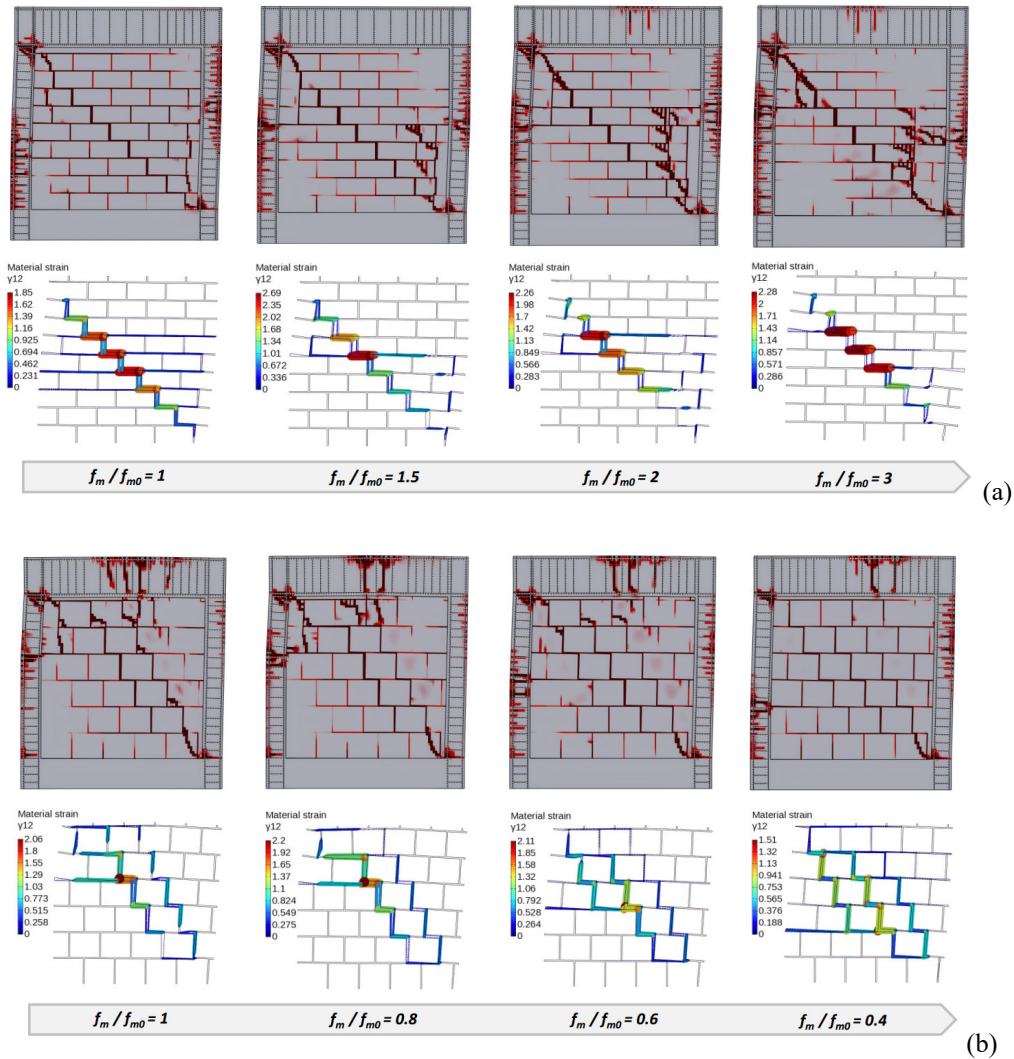 Material strain
γ12
1.85
1.62
1.39
1.16
0.925
0.694
0.462
0.231
0
Material strain
γ12
2.69
2.35
2.02
1.68
1.34
1.01
0.672
0.336
0
Material strain
γ12
2.26
1.98
1.7
1.42
1.13
0.849
0.566
0.283
0
Material strain
γ12
2.28
2
1.71
1.43
1.14
0.857
0.571
0.286
0
fm / fm0 = 1
fm / fm0 = 1.5
fm / fm0 = 2
fm / fm0 = 3
(a)
Material strain
γ12
2.06
1.8
1.55
1.29
1.03
0.773
0.515
0.258
0
Material strain
γ12
2.2
1.92
1.65
1.37
1.1
0.824
0.549
0.275
0
Material strain
γ12
2.11
1.85
1.58
1.32
1.06
0.792
0.528
0.264
0
Material strain
γ12
1.51
1.32
1.13
0.941
0.753
0.565
0.376
0.188
0
fm / fm0 = 1
fm / fm0 = 0.8
fm / fm0 = 0.6
fm / fm0 = 0.4
(b)